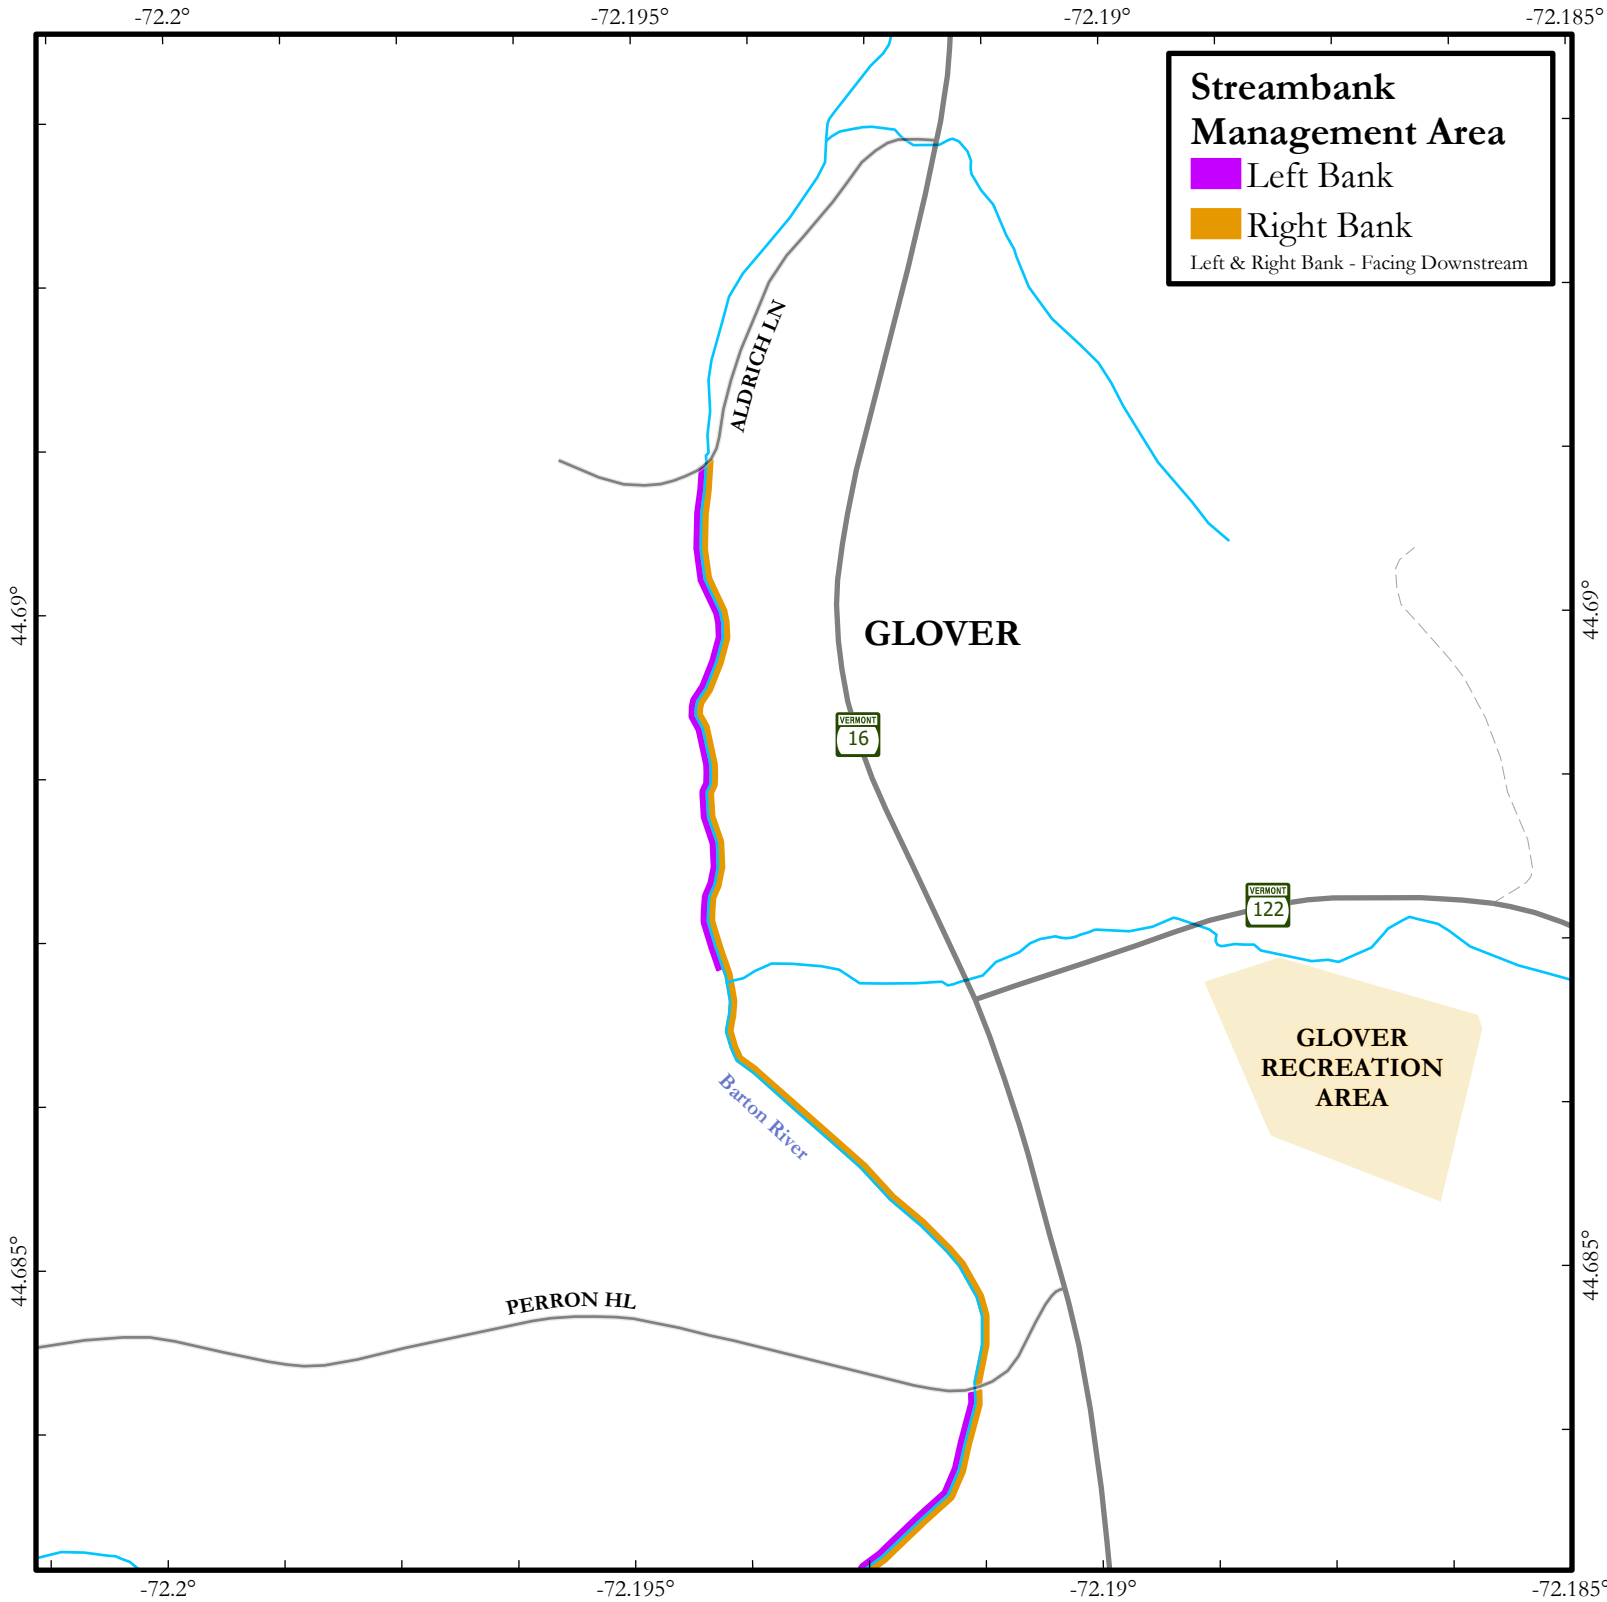 -72.2°
-72.195°
-72.19°
-72.185°
Streambank
Management Area
Left Bank
Right Bank
Left & Right Bank - Facing Downstream
ALDRICH LN
44.69°
44.69°
GLOVER
VERMONT
16
VERMONT
122
GLOVER
RECREATION
AREA
Barton River
44.685°
44.685°
PERRON HL
-72.2°
-72.195°
-72.19°
-72.185°